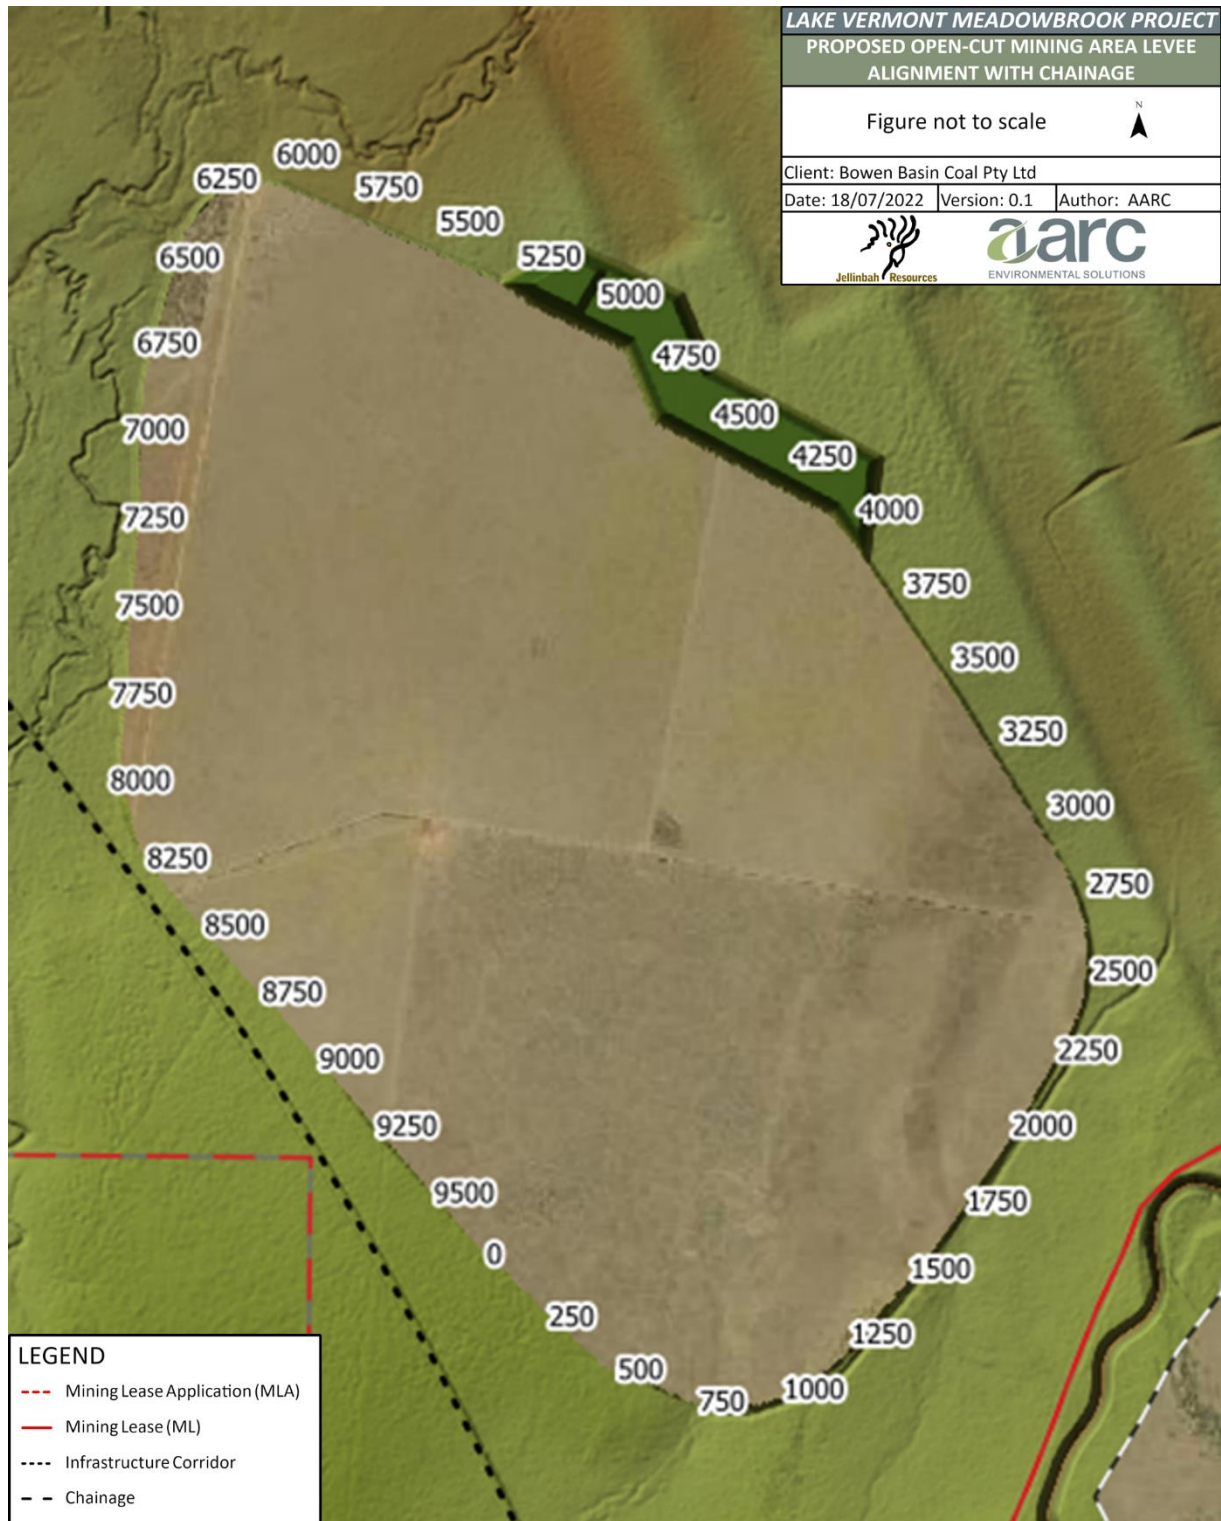 LAKE VERMONT MEADOWBROOK PROJECT
PROPOSED OPEN-CUT MINING AREA LEVEE
ALIGNMENT WITH CHAINAGE
Figure not to scale
N
Client: Bowen Basin Coal Pty Ltd
Date: 18/07/2022 Version: 0.1 Author: AARC
Jellinbah Resources
aarc
ENVIRONMENTAL SOLUTIONS
6000
6250
5750
5500
6500
5250
5000
6750
4750
4500
7000
4250
4000
7250
3750
7500
3500
7750
3250
8000
3000
8250
2750
8500
2500
8750
2250
9000
2000
9250
1750
9500
0
1500
250
1250
500
1000
750
LEGEND
Mining Lease Application (MLA)
Mining Lease (ML)
Infrastructure Corridor
Chainage